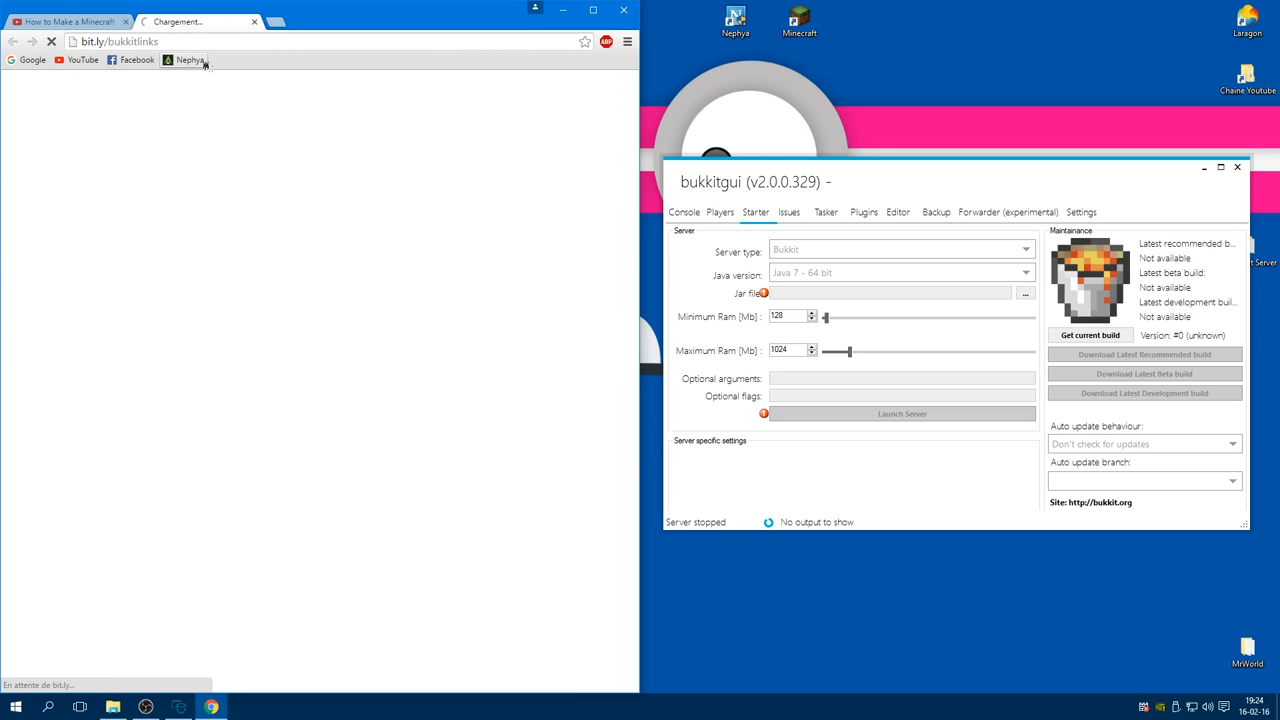 How to Make a Minecraft
Chargement...
bit.ly/bukkitlinks
ABP
Google
YouTube
Facebook
Nephya
En attente de bit.ly...
Nephya
Minecraft
Laragon
Chaine Youtube
t Server
MrWorld
bukkitgui (v2.0.0.329) -
Console
Players
Starter
Issues
Tasker
Plugins
Editor
Backup
Forwarder (experimental)
Settings
Server
Server type:
Bukkit
Java version:
Java 7 - 64 bit
Jar file
...
Minimum Ram [Mb] :
128
Maximum Ram [Mb] :
1024
Optional arguments:
Optional flags:
Launch Server
Server specific settings
Maintainance
Latest recommended b...
Not available
Latest beta build:
Not available
Latest development buil...
Not available
Get current build
Version: #0 (unknown)
Download Latest Recommended build
Download Latest Beta build
Download Latest Development build
Auto update behaviour:
Don't check for updates
Auto update branch:
Site: http://bukkit.org
Server stopped
No output to show
19:24
16-02-16